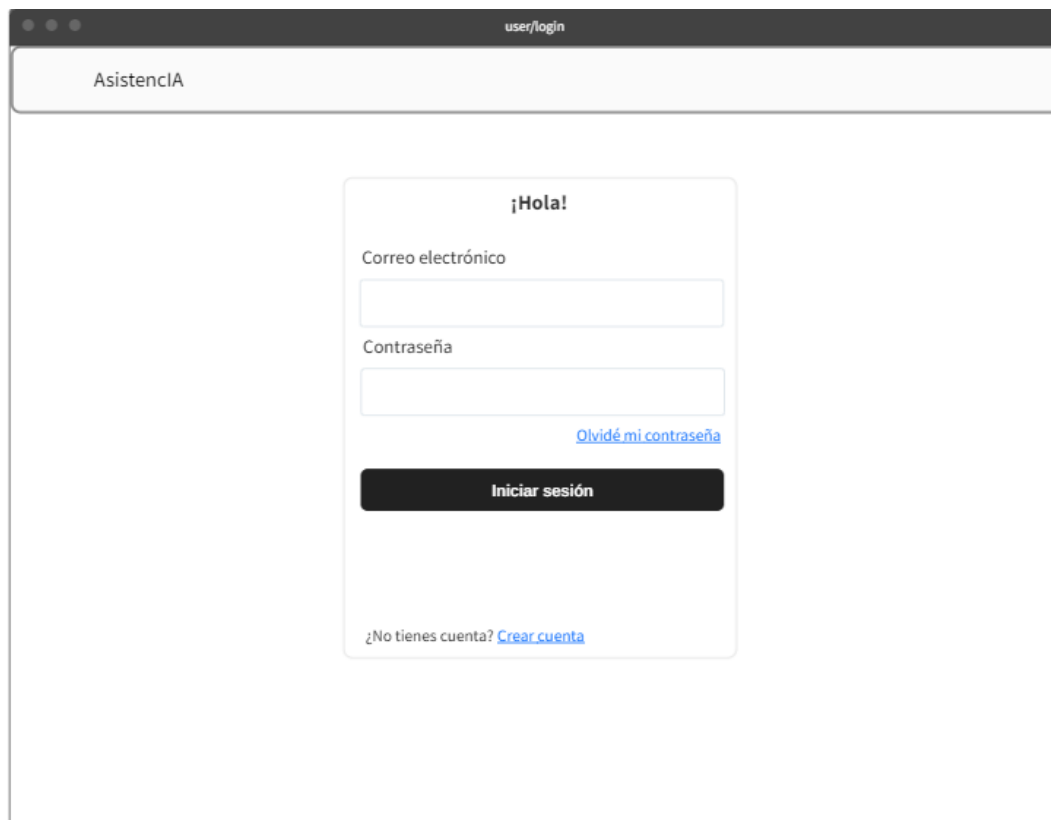 user/login
AsistencIA
¡Hola!
Correo electrónico
Contraseña
Olvidé mi contraseña
Iniciar sesión
¿No tienes cuenta? Crear cuenta